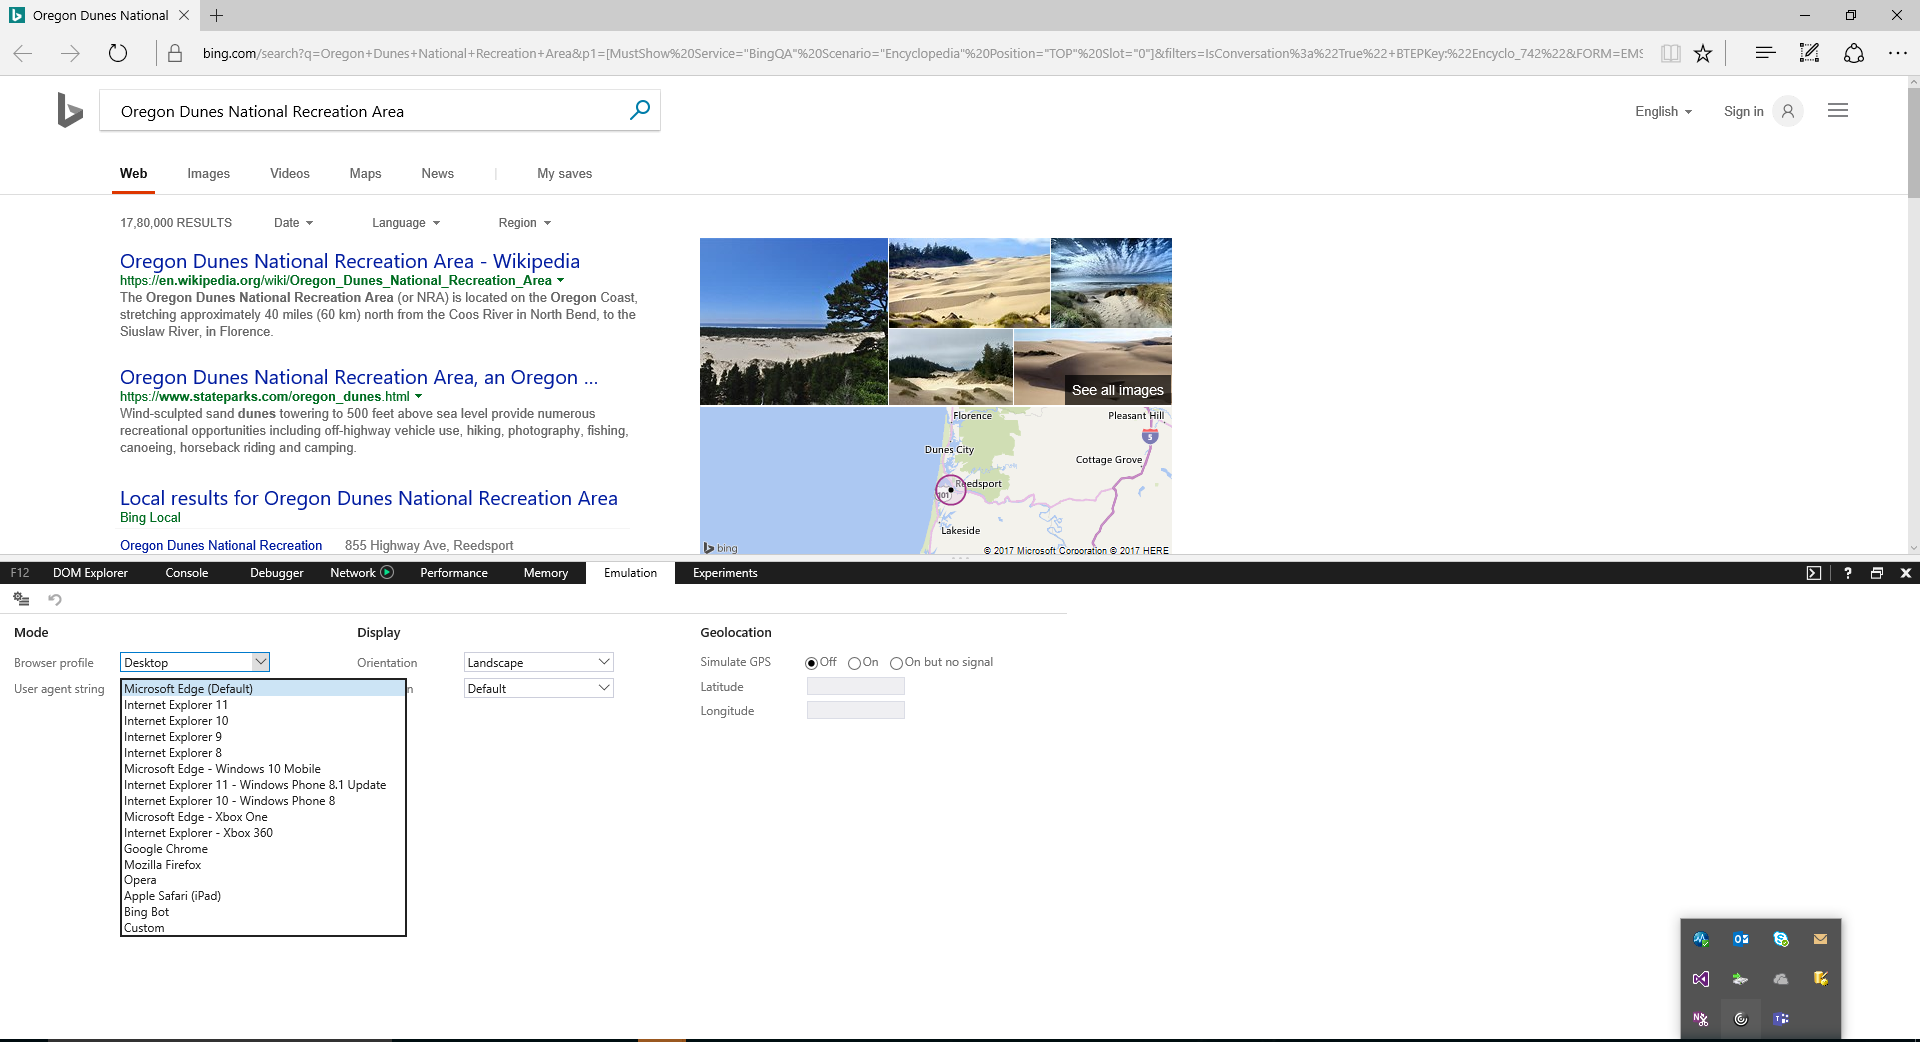 Oregon Dunes National
bing.com/search?q=Oregon+Dunes+National+Recreation+Area&p1=[MustShow%20Service="BingQA"%20Scenario="Encyclopedia"%20Position="TOP"%20Slot="0"]&filters=IsConversation%3a%22True%22+BTEPKey:%22Encyclo_742%22&FORM=EMS
Oregon Dunes National Recreation Area
English
Sign in
Web Images Videos Maps News | My saves
17,80,000 RESULTS Date Language Region
Oregon Dunes National Recreation Area - Wikipedia
https://en.wikipedia.org/wiki/Oregon_Dunes_National_Recreation_Area
The Oregon Dunes National Recreation Area (or NRA) is located on the Oregon Coast,
stretching approximately 40 miles (60 km) north from the Coos River in North Bend, to the
Siuslaw River, in Florence.
Oregon Dunes National Recreation Area, an Oregon ...
https://www.stateparks.com/oregon_dunes.html
Wind-sculpted sand dunes towering to 500 feet above sea level provide numerous
recreational opportunities including off-highway vehicle use, hiking, photography, fishing,
canoeing, horseback riding and camping.
Local results for Oregon Dunes National Recreation Area
Bing Local
Oregon Dunes National Recreation 855 Highway Ave, Reedsport
See all images
Florence
Pleasant Hill
5
Dunes City
Cottage Grove
Reedsport
101
Lakeside
bing
© 2017 Microsoft Corporation © 2017 HERE
F12 DOM Explorer Console Debugger Network Performance Memory Emulation Experiments
?
Mode
Browser profile Desktop
User agent string
Microsoft Edge (Default)
Internet Explorer 11
Internet Explorer 10
Internet Explorer 9
Internet Explorer 8
Microsoft Edge - Windows 10 Mobile
Internet Explorer 11 - Windows Phone 8.1 Update
Internet Explorer 10 - Windows Phone 8
Microsoft Edge - Xbox One
Internet Explorer - Xbox 360
Google Chrome
Mozilla Firefox
Opera
Apple Safari (iPad)
Bing Bot
Custom
Display
Orientation Landscape
n Default
Geolocation
Simulate GPS Off On On but no signal
Latitude
Longitude